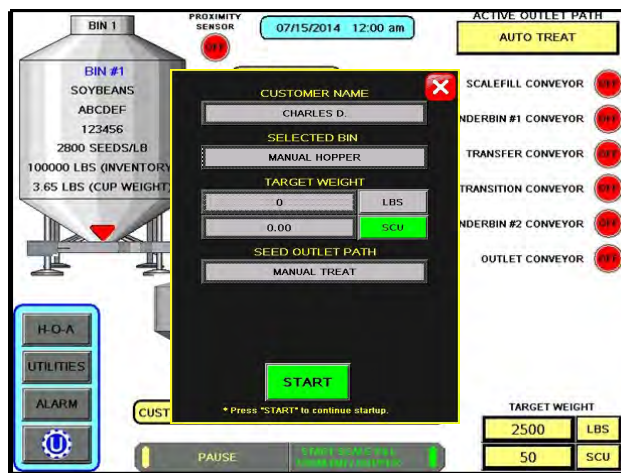 BIN 1
PROXIMITY
SENSOR
OFF
07/15/2014 12:00 am
ACTIVE OUTLET PATH
AUTO TREAT
BIN #1
SOYBEANS
ABCDEF
123456
2800 SEEDS/LB
100000 LBS (INVENTORY
3.65 LBS (CUP WEIGHT)
CUSTOMER NAME
CHARLES D.
SELECTED BIN
MANUAL HOPPER
TARGET WEIGHT
0 LBS
0.00 SCU
SEED OUTLET PATH
MANUAL TREAT
START
* Press "START" to continue startup.
SCALEFILL CONVEYOR OFF
NDERBIN #1 CONVEYOR OFF
TRANSFER CONVEYOR OFF
TRANSITION CONVEYOR OFF
NDERBIN #2 CONVEYOR OFF
OUTLET CONVEYOR OFF
H-O-A
UTILITIES
ALARM
U
CUST
PAUSE
TARGET WEIGHT
2500 LBS
50 SCU